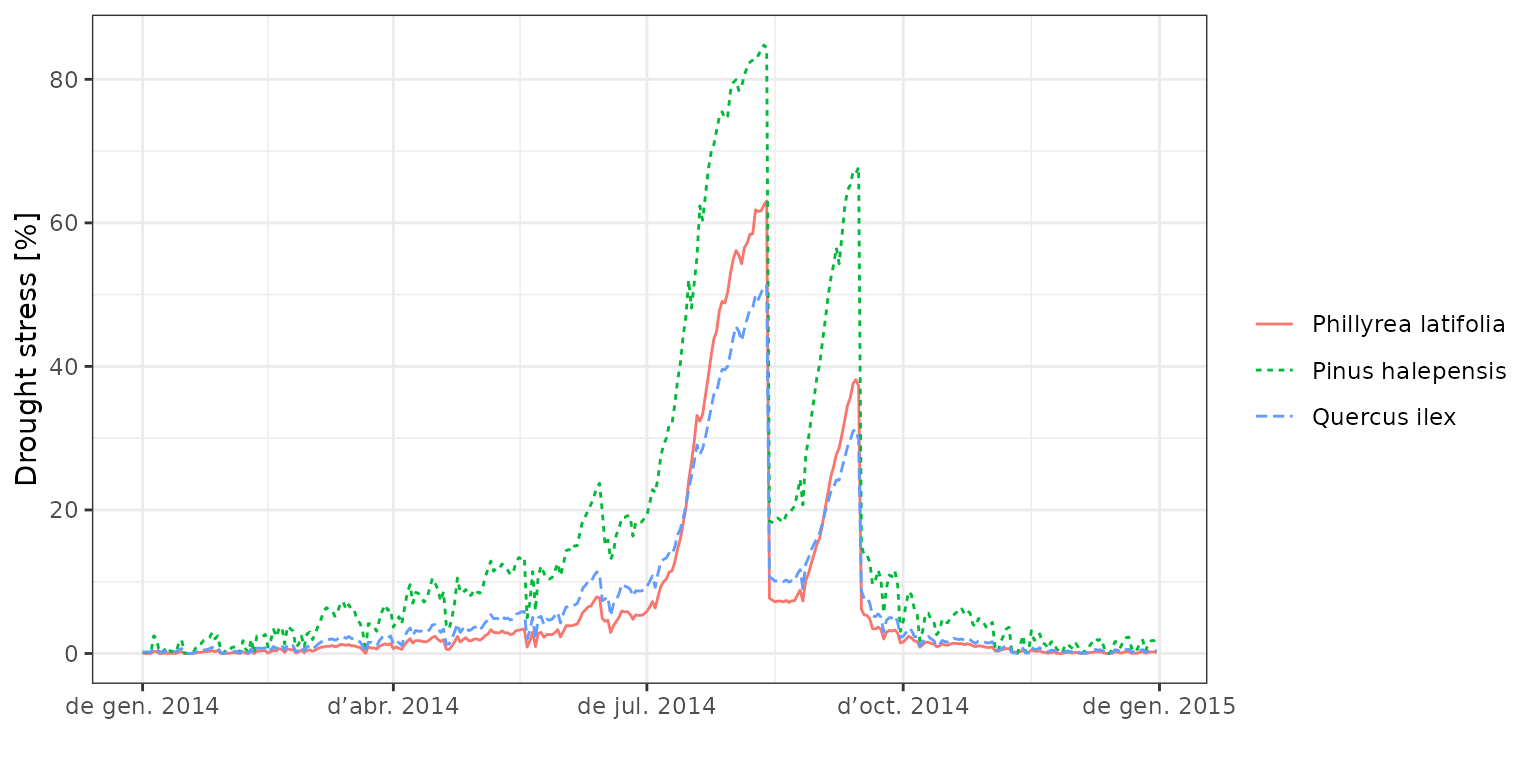 Drought stress [%]
80
60
40
20
0
de gen. 2014
d’abr. 2014
de jul. 2014
d’oct. 2014
de gen. 2015
Phillyrea latifolia
Pinus halepensis
Quercus ilex